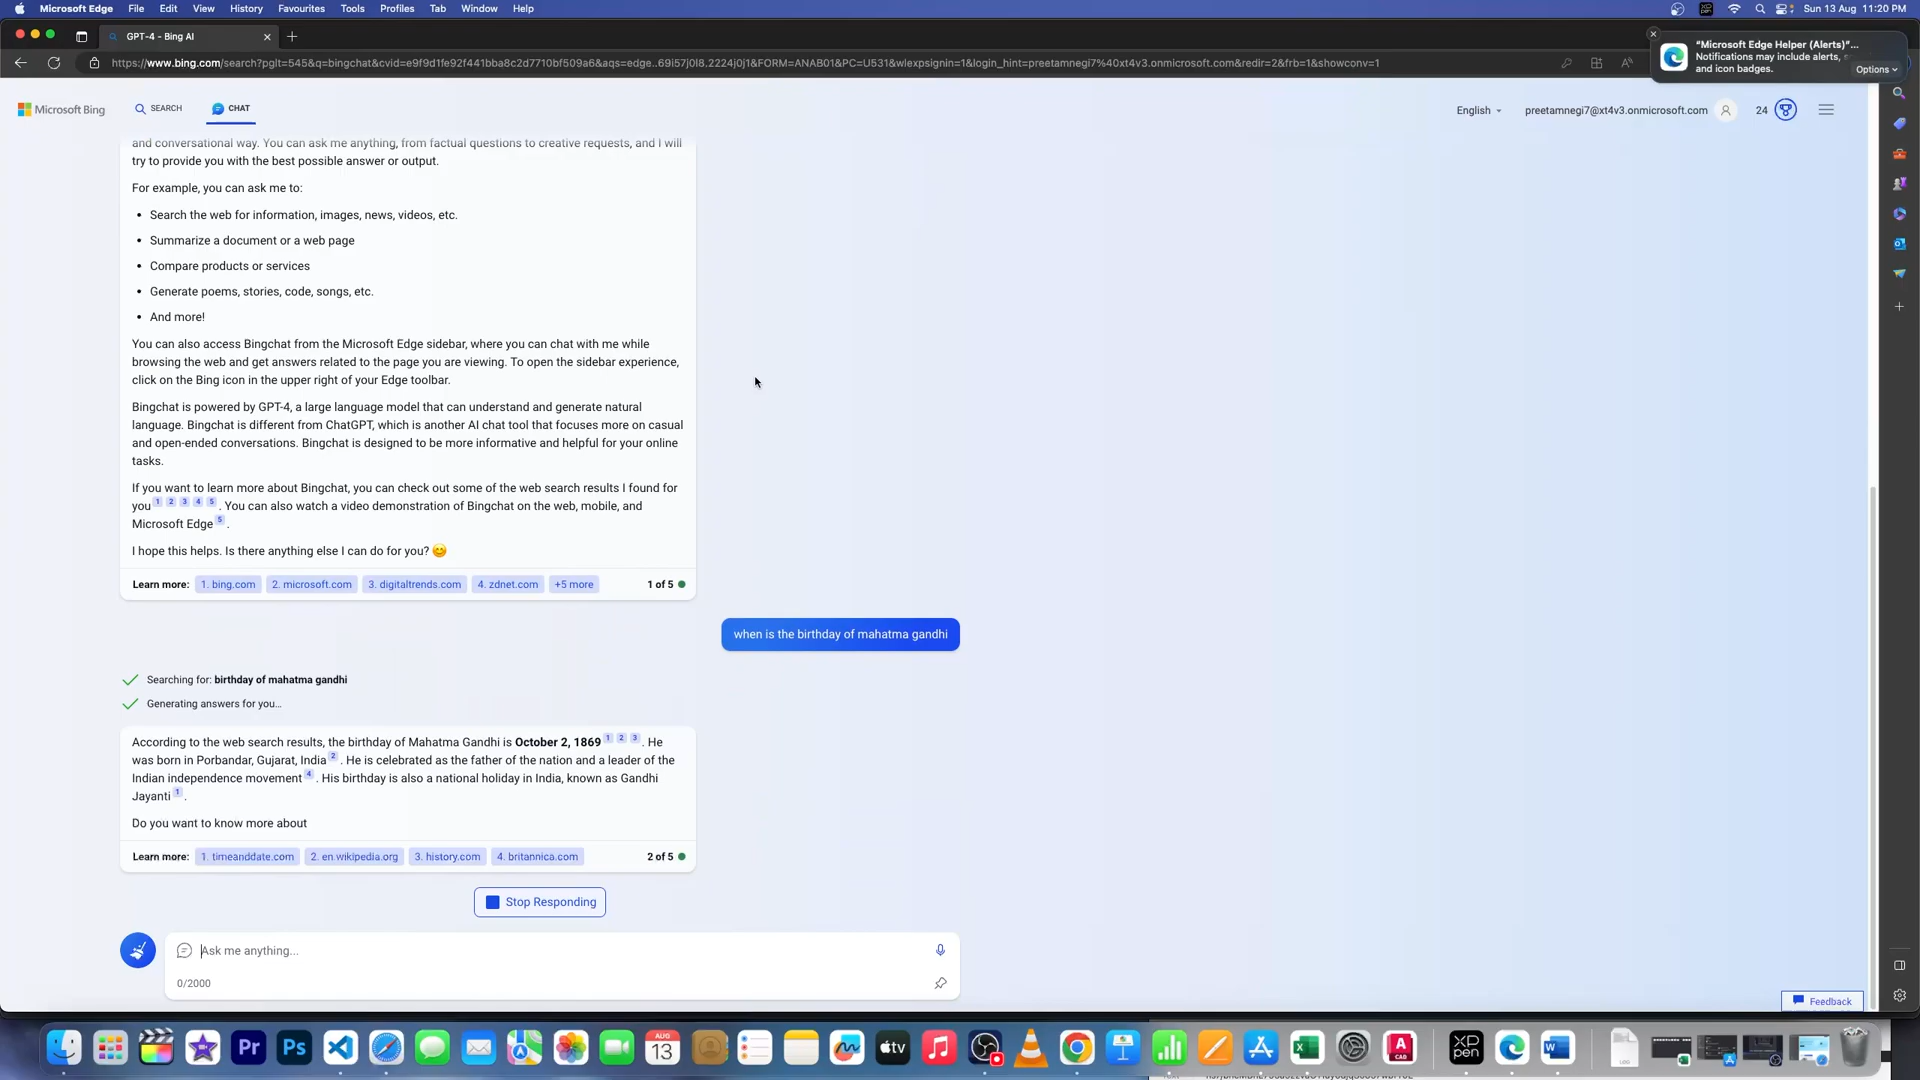 Microsoft Edge File Edit View History Favourites Tools Profiles Tab Window Help Sun 13 Aug 11:20 PM
GPT-4 - Bing AI
"Microsoft Edge Helper (Alerts)"...
Notifications may include alerts,
and icon badges.
Options
https://www.bing.com/search?pglt=545&q=bingchat&cvid=e9f9d1fe92f441bba8c2d7710bf509a6&aqs=edge..69i57j0l8.2224j0j1&FORM=ANAB01&PC=U531&wlexpsignin=1&login_hint=preetamnegi7%40xt4v3.onmicrosoft.com&redir=2&frb=1&showconv=1
Microsoft Bing SEARCH CHAT English preetamnegi7@xt4v3.onmicrosoft.com 24
and conversational way. You can ask me anything, from factual questions to creative requests, and I will
try to provide you with the best possible answer or output.
For example, you can ask me to:
• Search the web for information, images, news, videos, etc.
• Summarize a document or a web page
• Compare products or services
• Generate poems, stories, code, songs, etc.
• And more!
You can also access Bingchat from the Microsoft Edge sidebar, where you can chat with me while
browsing the web and get answers related to the page you are viewing. To open the sidebar experience,
click on the Bing icon in the upper right of your Edge toolbar.
Bingchat is powered by GPT-4, a large language model that can understand and generate natural
language. Bingchat is different from ChatGPT, which is another AI chat tool that focuses more on casual
and open-ended conversations. Bingchat is designed to be more informative and helpful for your online
tasks.
If you want to learn more about Bingchat, you can check out some of the web search results I found for
you 1 2 3 4 5 . You can also watch a video demonstration of Bingchat on the web, mobile, and
Microsoft Edge 5 .
I hope this helps. Is there anything else I can do for you? 😊
Learn more: 1. bing.com 2. microsoft.com 3. digitaltrends.com 4. zdnet.com +5 more 1 of 5
when is the birthday of mahatma gandhi
Searching for: birthday of mahatma gandhi
Generating answers for you...
According to the web search results, the birthday of Mahatma Gandhi is October 2, 1869 1 2 3 . He
was born in Porbandar, Gujarat, India 2 . He is celebrated as the father of the nation and a leader of the
Indian independence movement 4 . His birthday is also a national holiday in India, known as Gandhi
Jayanti 1 .
Do you want to know more about
Learn more: 1. timeanddate.com 2. en.wikipedia.org 3. history.com 4. britannica.com 2 of 5
Stop Responding
Ask me anything...
0/2000
Feedback
Pr Ps AUG 13 tv X A CAD XP pen W